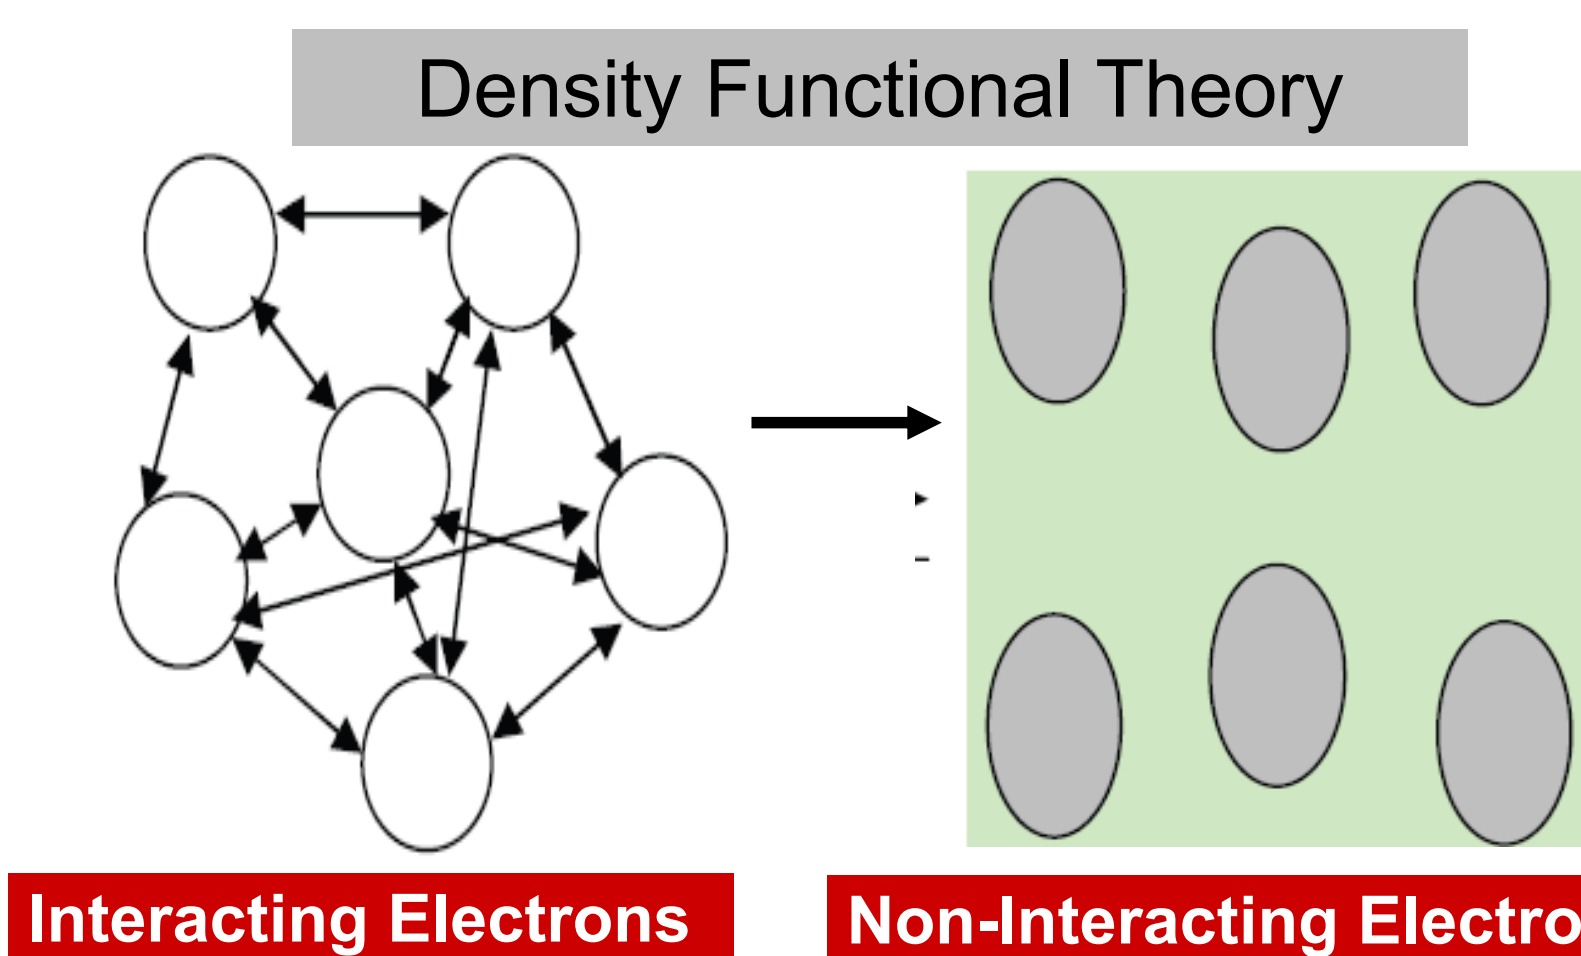 Density Functional Theory
Interacting Electrons
Non-Interacting Electro